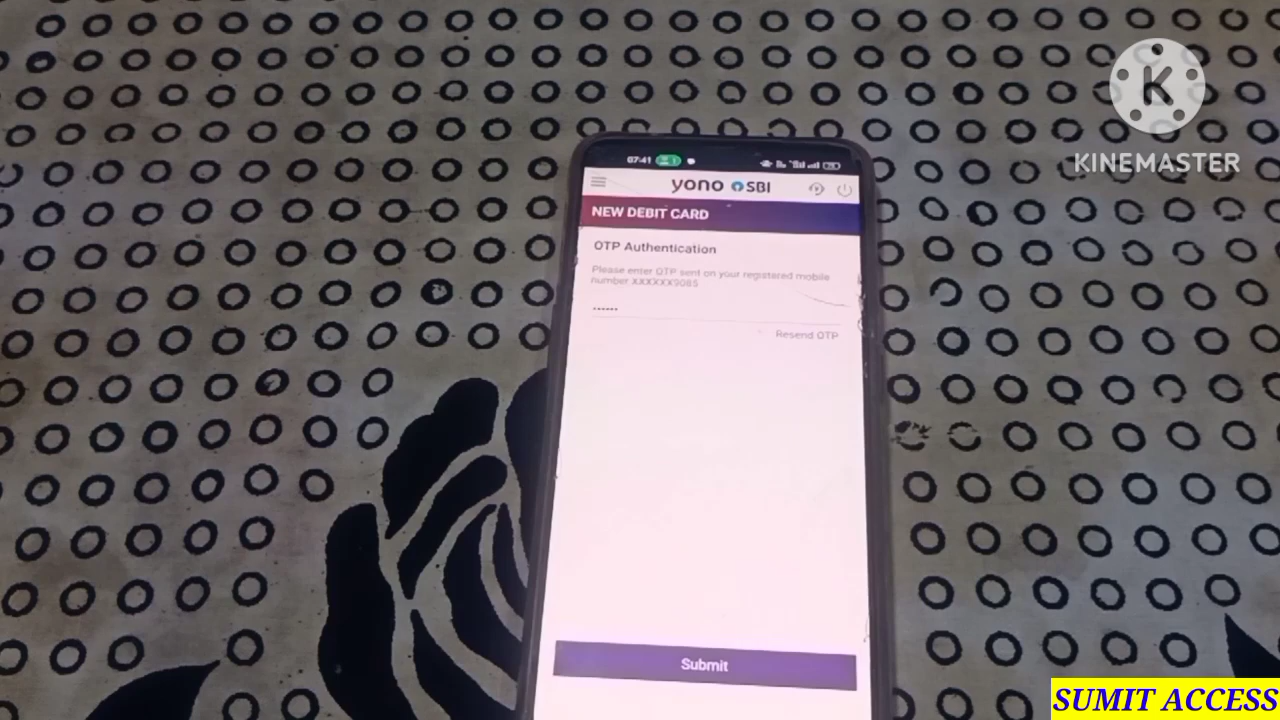 K
KINEMASTER
07:41
yono SBI
NEW DEBIT CARD
OTP Authentication
Please enter OTP sent on your registered mobile
number XXXXXX9085
••••••
Resend OTP
Submit
SUMIT ACCESS